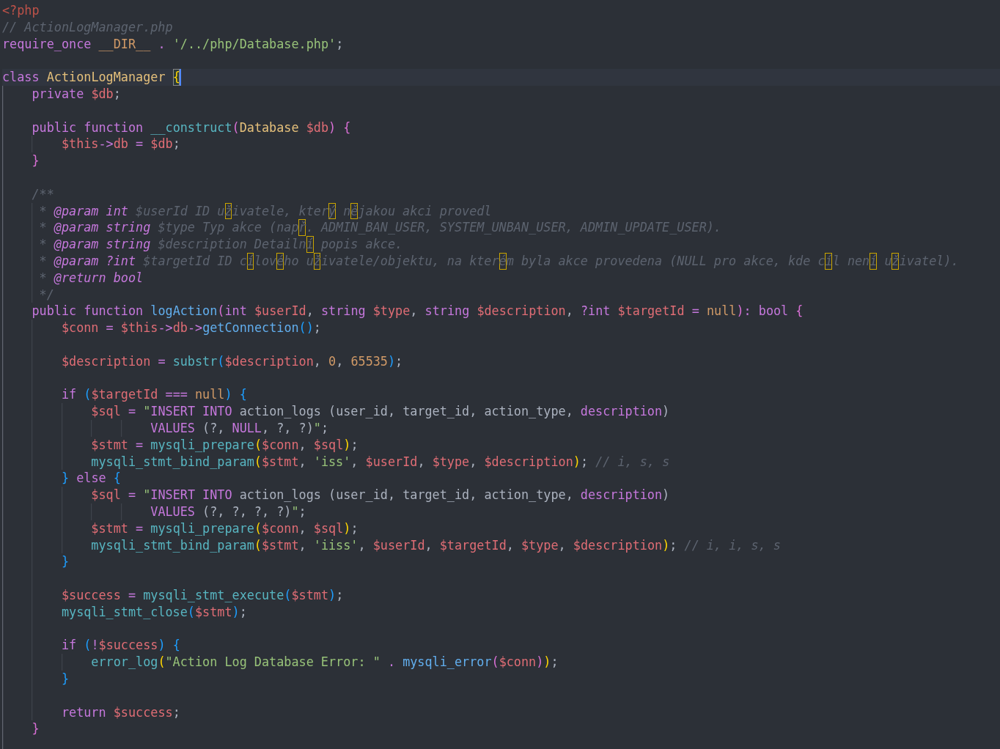 <?php
// ActionLogManager.php
require_once __DIR__ . '/../php/Database.php';
class ActionLogManager {
    private $db;
    public function __construct(Database $db) {
        $this->db = $db;
    }
    /**
     * @param int $userId ID uživatele, který nějakou akci provedl
     * @param string $type Typ akce (např. ADMIN_BAN_USER, SYSTEM_UNBAN_USER, ADMIN_UPDATE_USER).
     * @param string $description Detailní popis akce.
     * @param ?int $targetId ID cílového uživatele/objektu, na kterém byla akce provedena (NULL pro akce, kde cíl není uživatel).
     * @return bool
     */
    public function logAction(int $userId, string $type, string $description, ?int $targetId = null): bool {
        $conn = $this->db->getConnection();
        $description = substr($description, 0, 65535);
        if ($targetId === null) {
            $sql = "INSERT INTO action_logs (user_id, target_id, action_type, description)
                    VALUES (?, NULL, ?, ?)";
            $stmt = mysqli_prepare($conn, $sql);
            mysqli_stmt_bind_param($stmt, 'iss', $userId, $type, $description); // i, s, s
        } else {
            $sql = "INSERT INTO action_logs (user_id, target_id, action_type, description)
                    VALUES (?, ?, ?, ?)";
            $stmt = mysqli_prepare($conn, $sql);
            mysqli_stmt_bind_param($stmt, 'iiss', $userId, $targetId, $type, $description); // i, i, s, s
        }
        $success = mysqli_stmt_execute($stmt);
        mysqli_stmt_close($stmt);
        if (!$success) {
            error_log("Action Log Database Error: " . mysqli_error($conn));
        }
        return $success;
    }